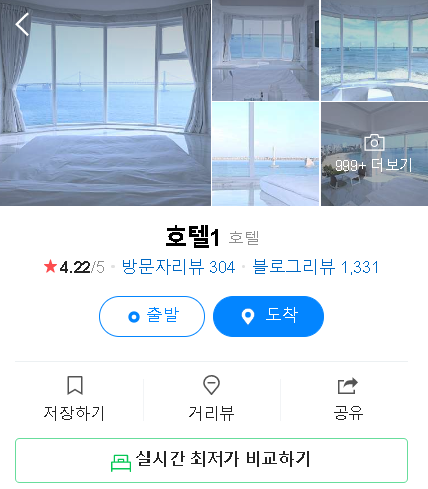 999+ 더보기
호텔1 호텔
★4.22/5 · 방문자리뷰 304 · 블로그리뷰 1,331
출발 도착
저장하기 거리뷰 공유
실시간 최저가 비교하기